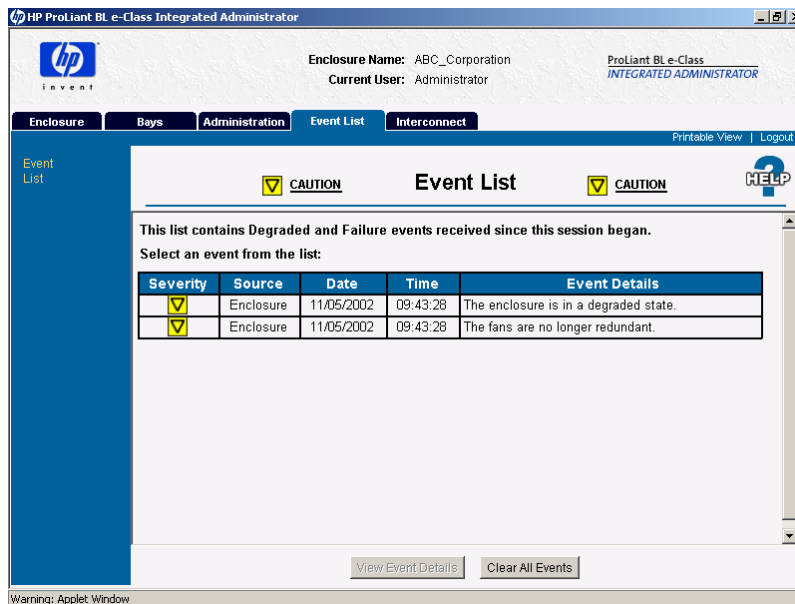 HP ProLiant BL e-Class Integrated Administrator
hp
invent
Enclosure Name: ABC_Corporation
Current User: Administrator
ProLiant BL e-Class
INTEGRATED ADMINISTRATOR
Enclosure Bays Administration Event List Interconnect
Printable View | Logout
Event
List
CAUTION Event List CAUTION HELP
This list contains Degraded and Failure events received since this session began.
Select an event from the list:
Severity Source Date Time Event Details
Enclosure 11/05/2002 09:43:28 The enclosure is in a degraded state.
Enclosure 11/05/2002 09:43:28 The fans are no longer redundant.
View Event Details Clear All Events
Warning: Applet Window